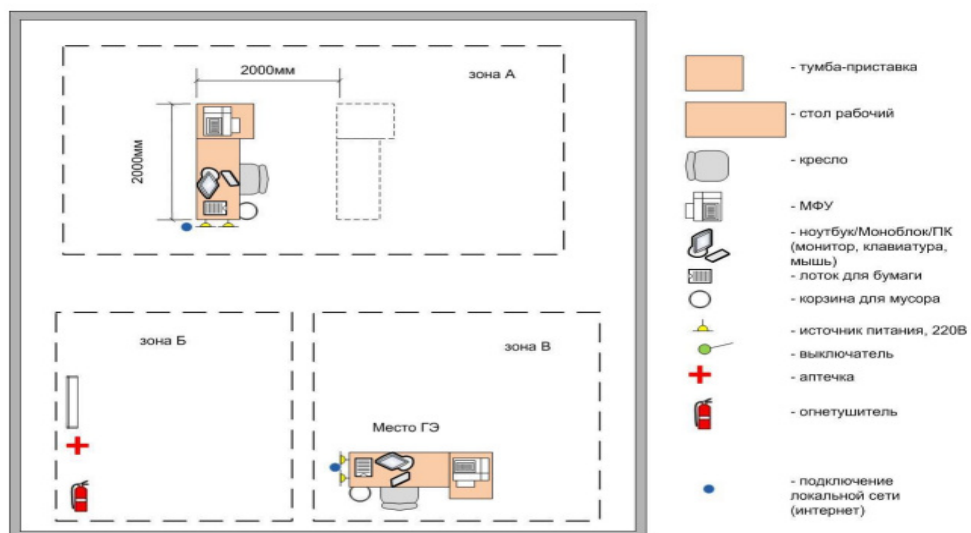 2000мм
зона А
2000мм
зона Б
зона В
Место ГЭ
- тумба-приставка
- стол рабочий
- кресло
- МФУ
- ноутбук/Моноблок/ПК
(монитор, клавиатура,
мышь)
- лоток для бумаги
- корзина для мусора
- источник питания, 220В
- выключатель
- аптечка
- огнетушитель
- подключение
локальной сети
(интернет)